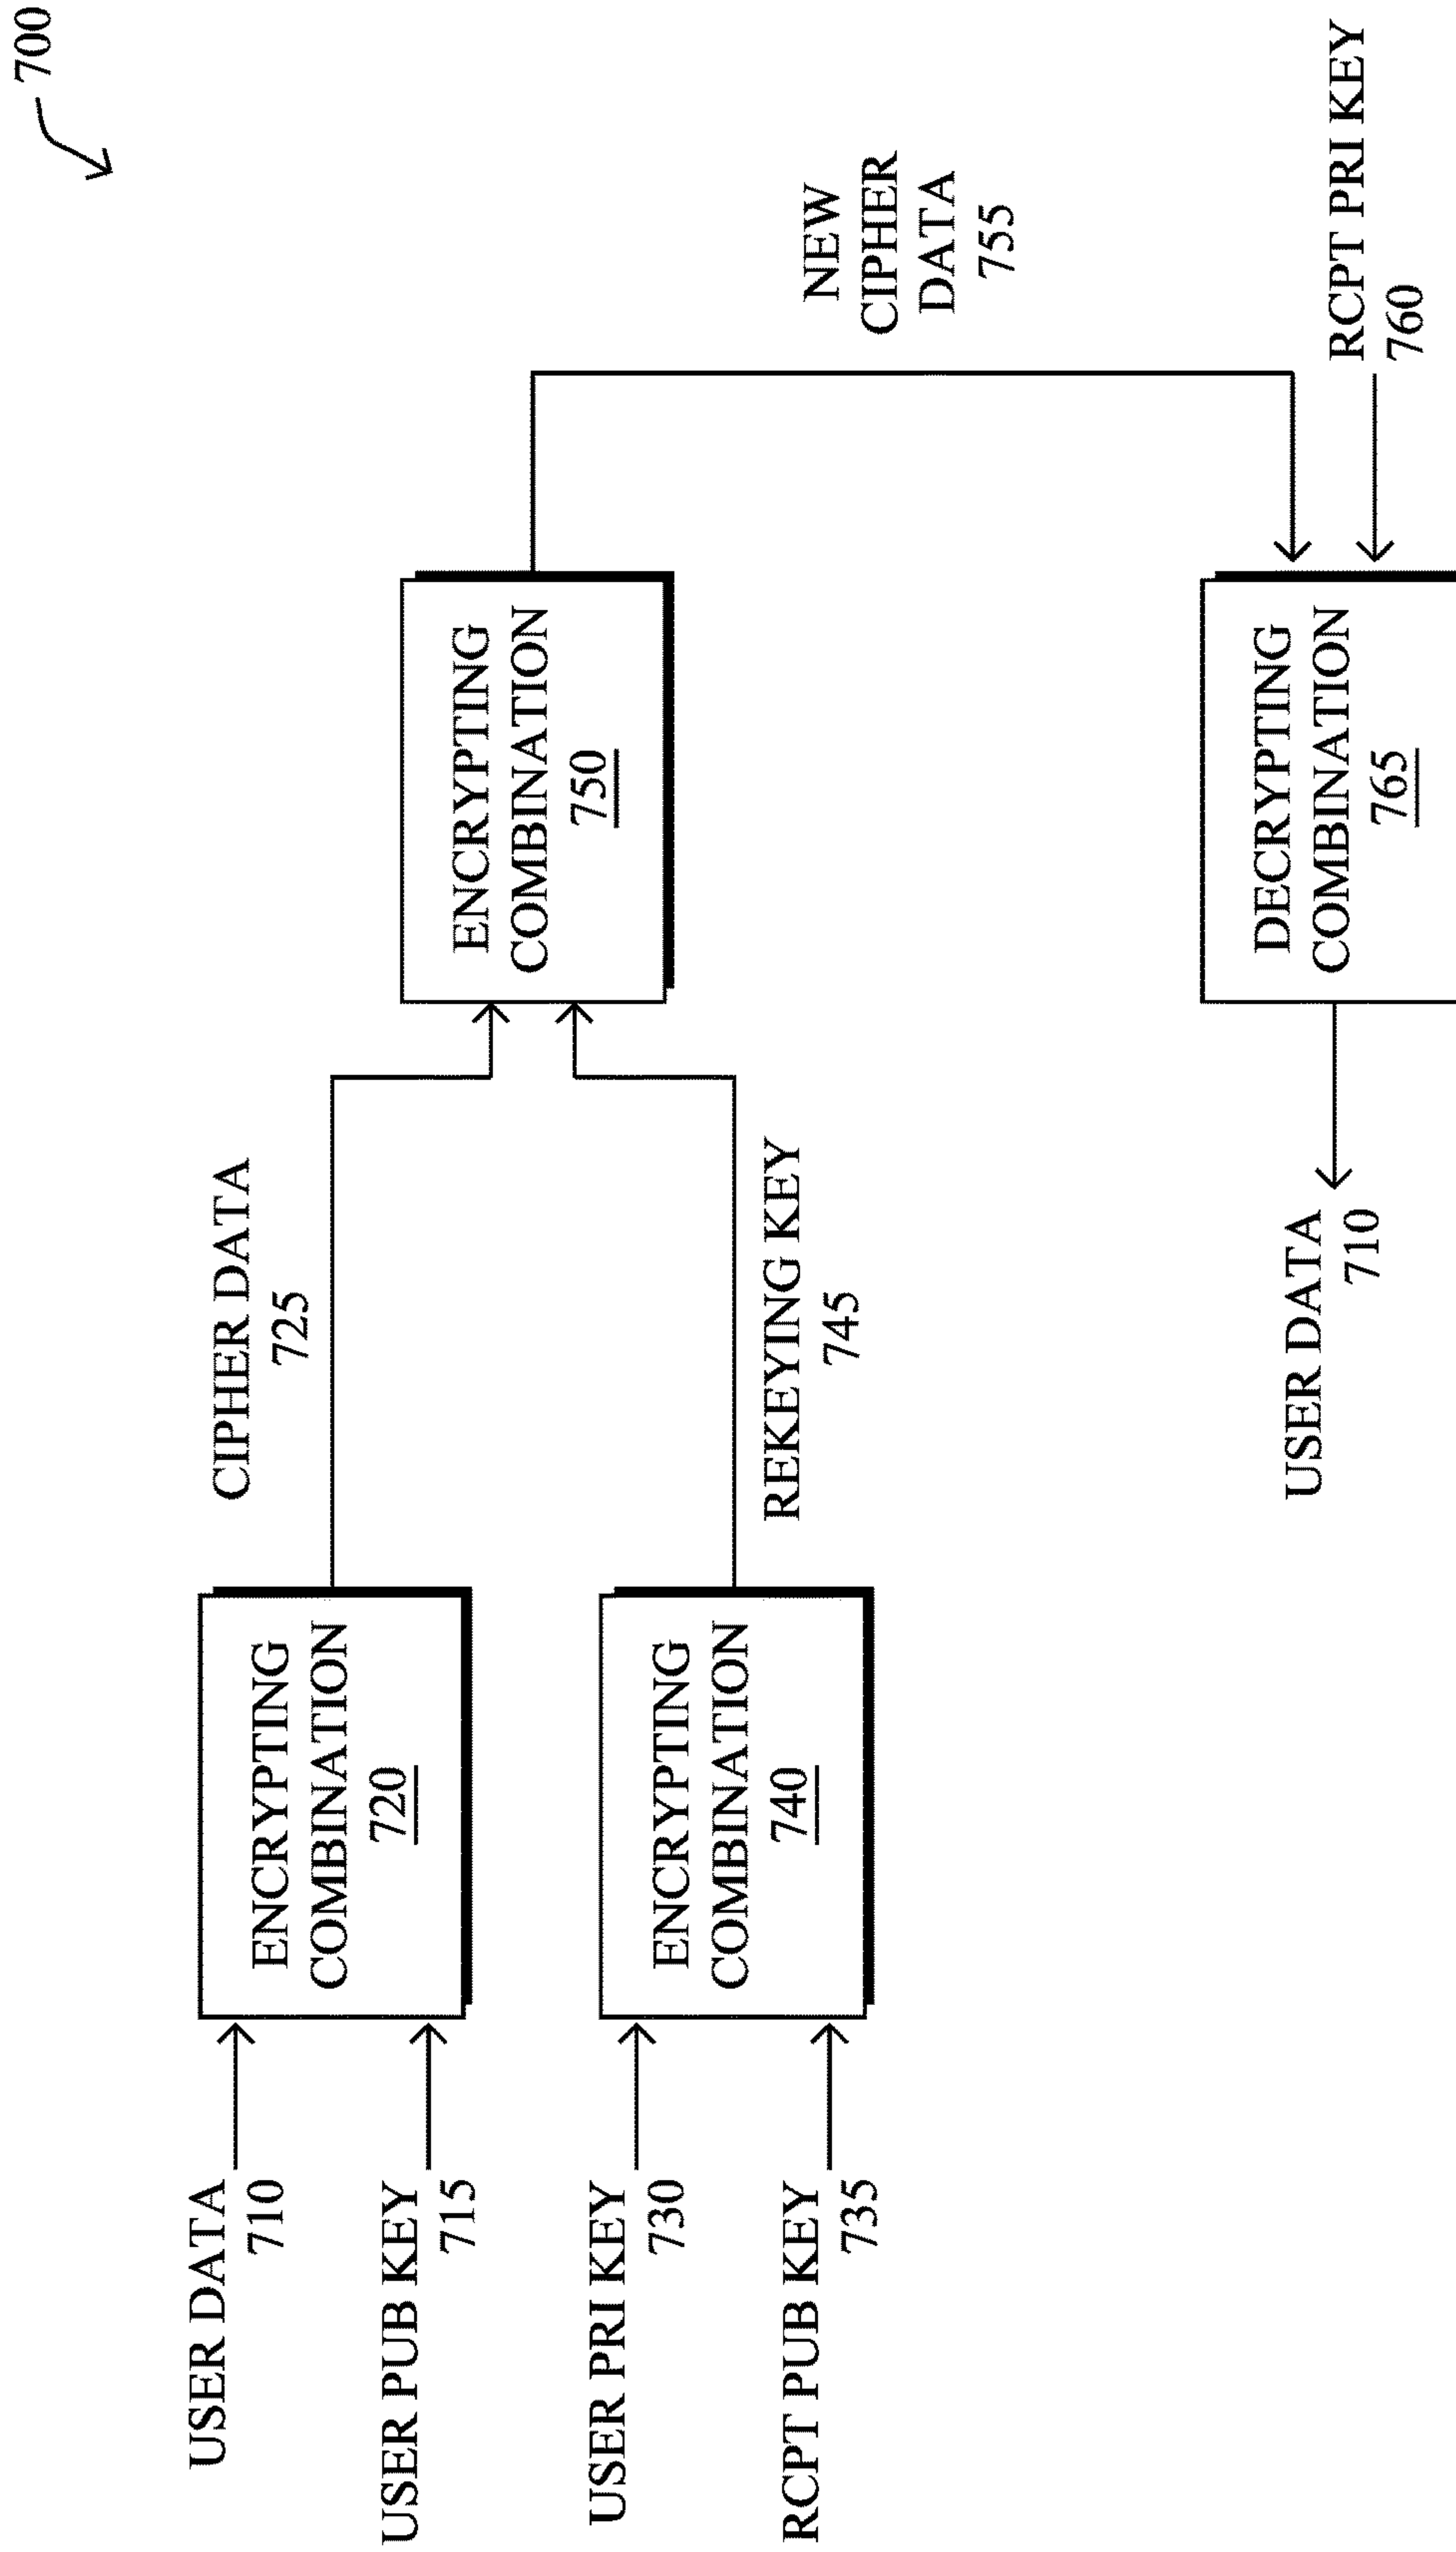 700
USER DATA
710
USER PUB KEY
715
ENCRYPTING
COMBINATION
720
CIPHER DATA
725
USER PRI KEY
730
RCPT PUB KEY
735
ENCRYPTING
COMBINATION
740
REKEYING KEY
745
ENCRYPTING
COMBINATION
750
NEW
CIPHER
DATA
755
RCPT PRI KEY
760
DECRYPTING
COMBINATION
765
USER DATA
710